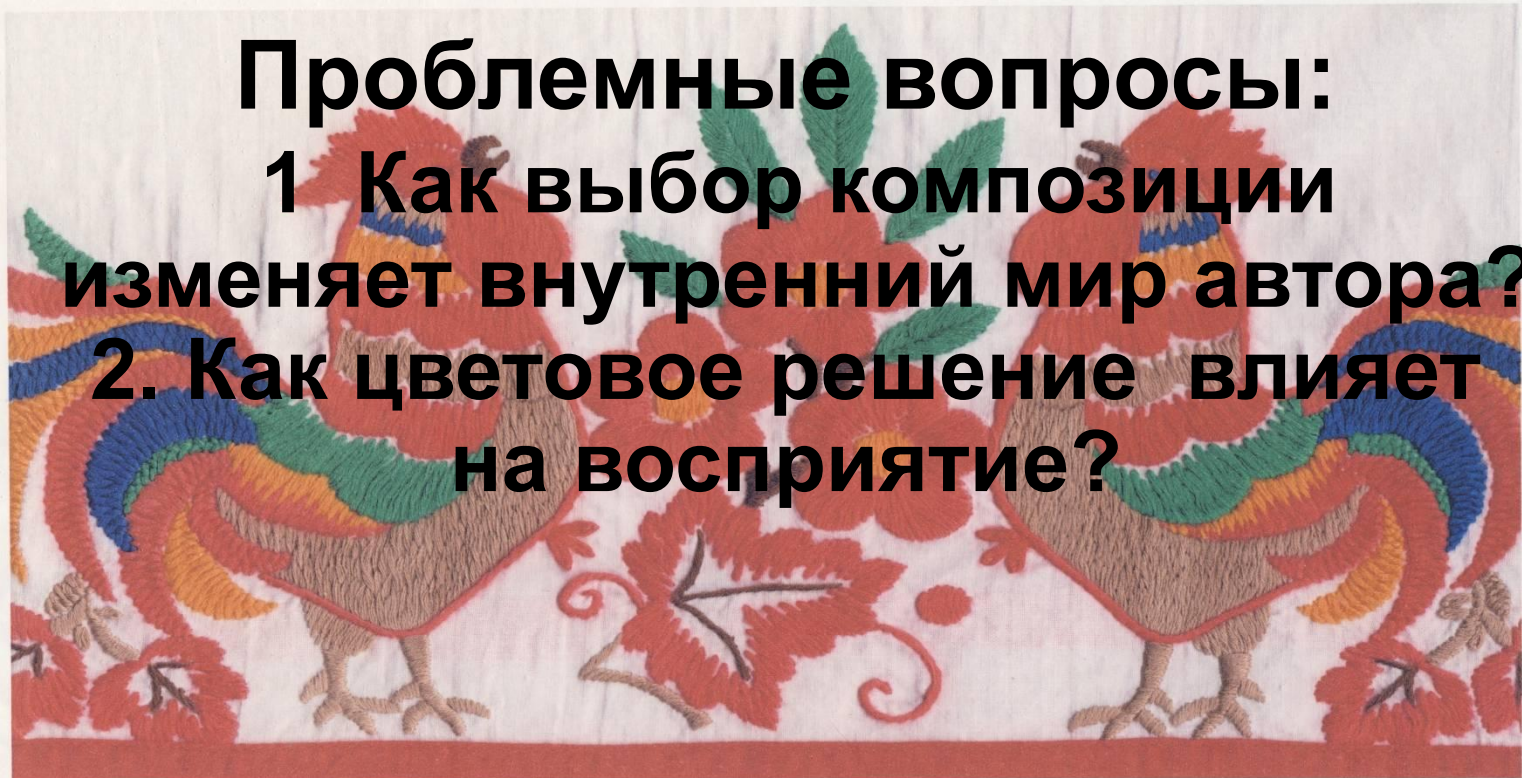 Проблемные вопросы:
1  Как выбор композиции
изменяет внутренний мир автора?
2. Как цветовое решение  влияет
на восприятие?